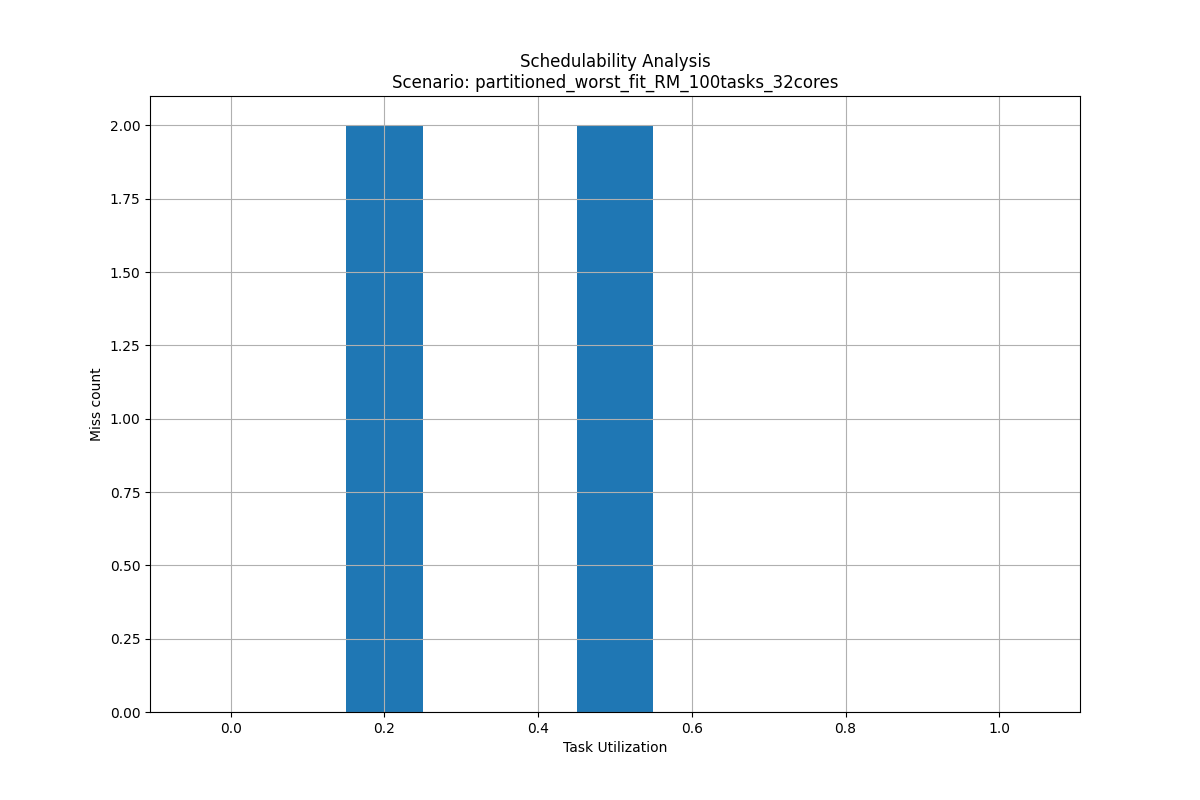 Schedulability Analysis
Scenario: partitioned_worst_fit_RM_100tasks_32cores
2.00
1.75
1.50
1.25
1.00
0.75
0.50
0.25
0.00
Miss count
0.0 0.2 0.4 0.6 0.8 1.0
Task Utilization